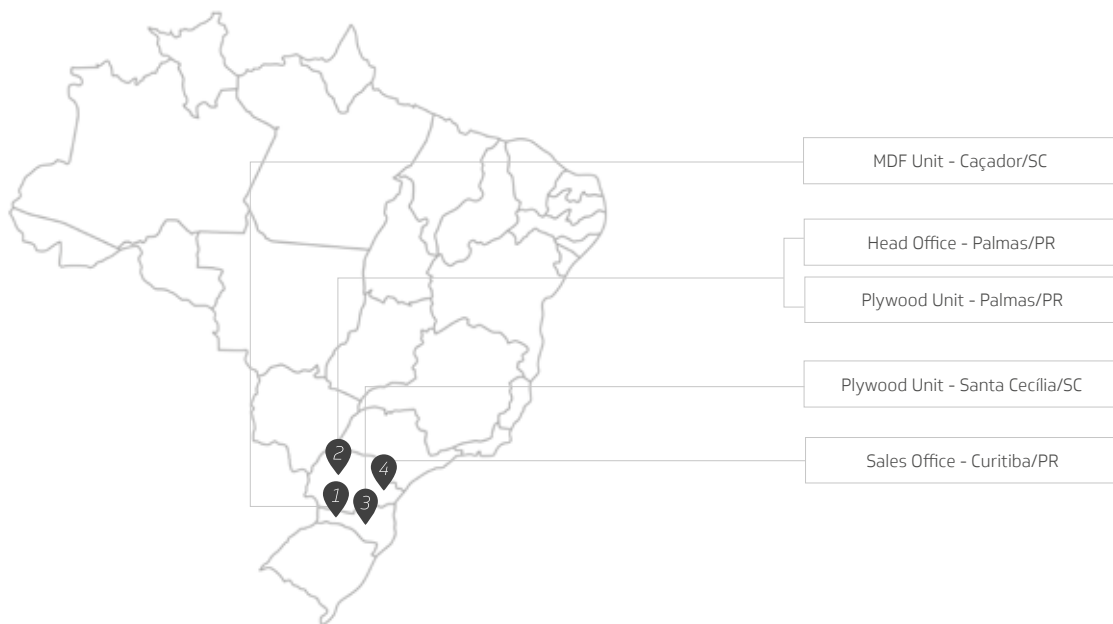 MDF Unit - Caçador/SC
Head Office - Palmas/PR
Plywood Unit - Palmas/PR
Plywood Unit - Santa Cecília/SC
Sales Office - Curitiba/PR
2
4
1
3